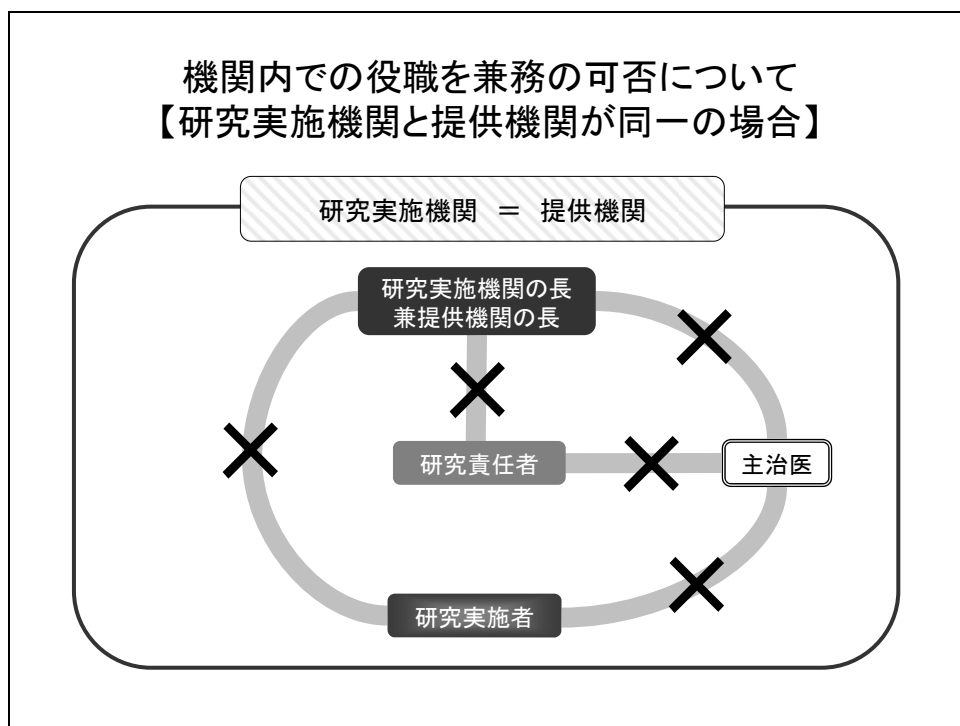 機関内での役職を兼務の可否について
【研究実施機関と提供機関が同一の場合】
研究実施機関 ＝ 提供機関
研究実施機関の長
兼提供機関の長
研究責任者
主治医
研究実施者